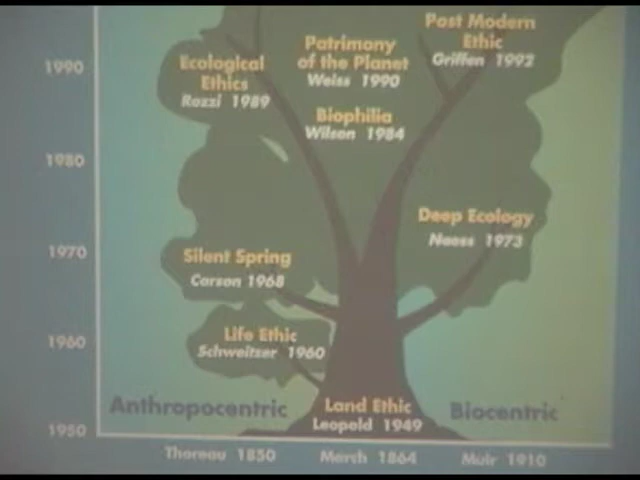 Post Modern
Ethic
Griffen 1992
Patrimony
of the Planet
Weiss 1990
Ecological
Ethics
Rozzi 1989
1990
Biophilia
Wilson 1984
1980
Deep Ecology
Naess 1973
1970
Silent Spring
Carson 1968
1960
Life Ethic
Schweitzer 1960
Anthropocentric
Land Ethic
Leopold 1949
Biocentric
1950
Thoreau 1850
March 1864
Muir 1910